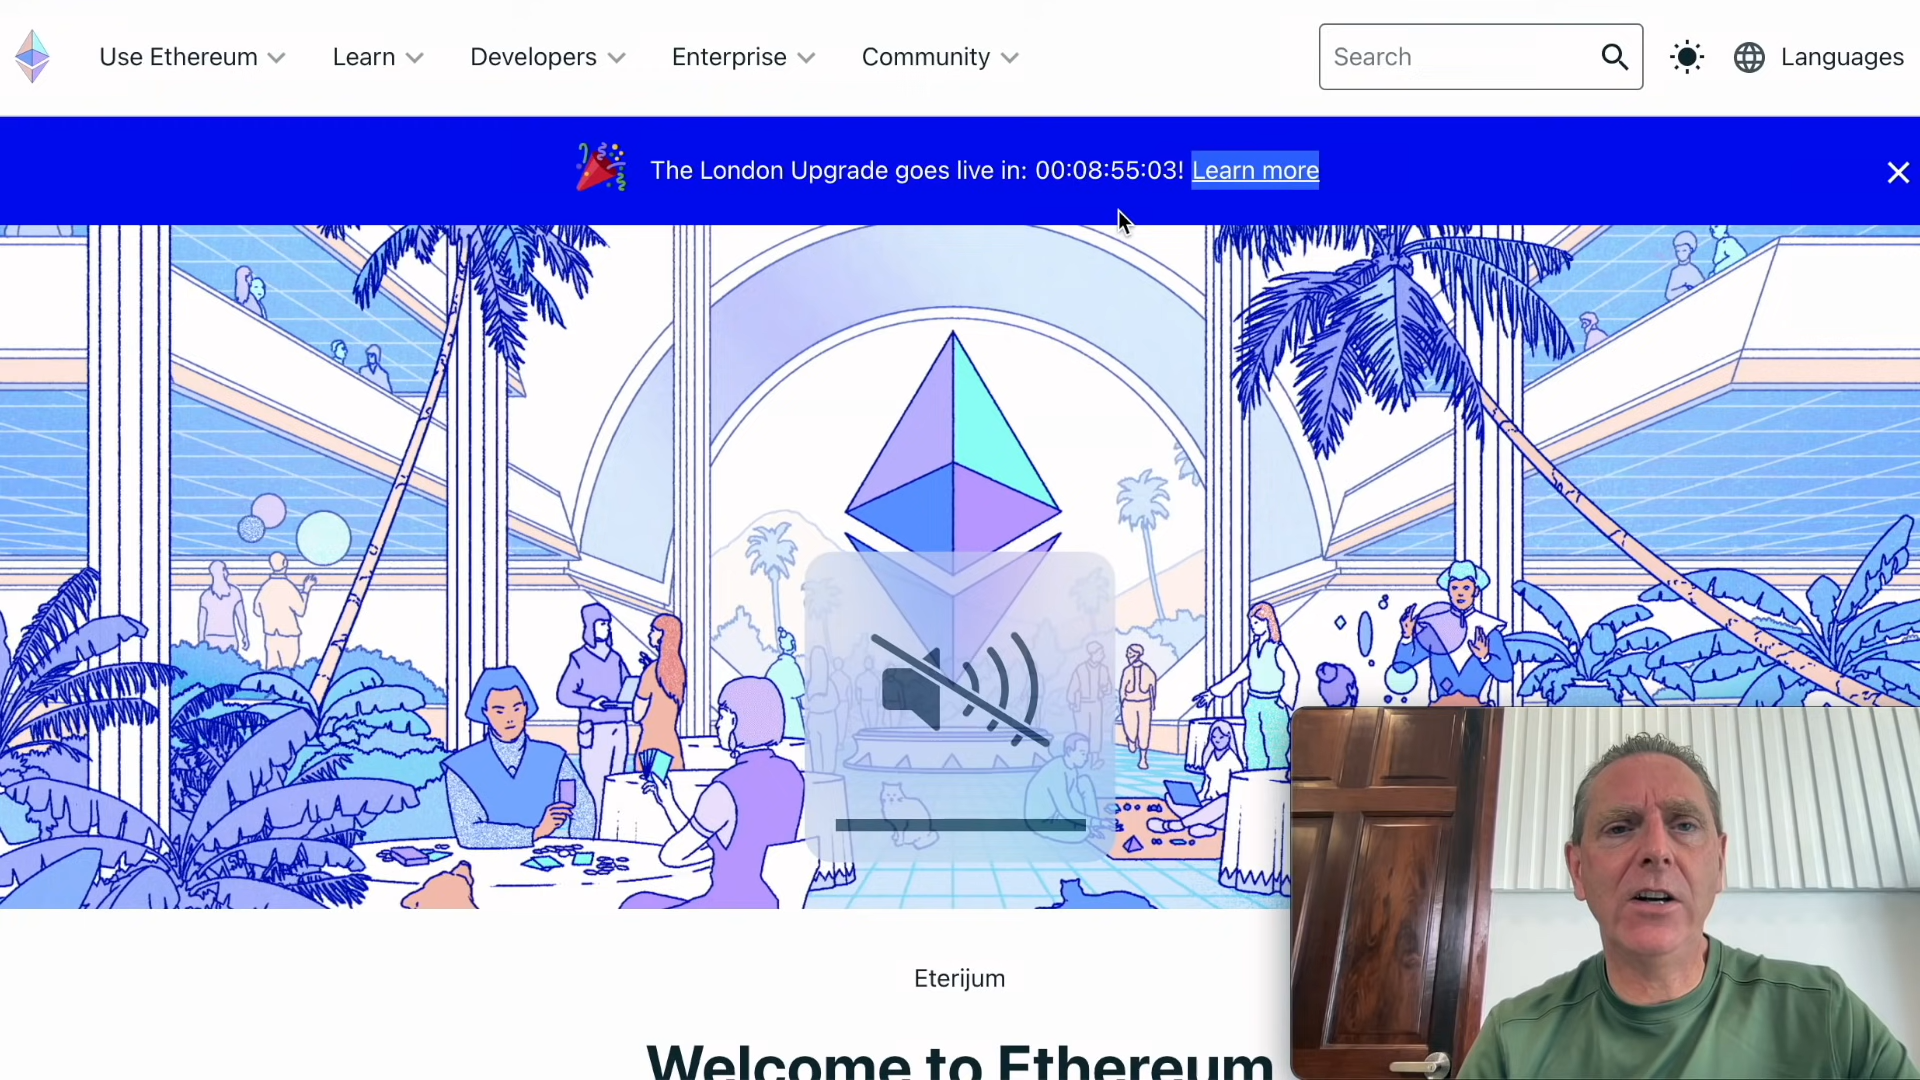 Use Ethereum Learn Developers Enterprise Community Search Languages
The London Upgrade goes live in: 00:08:55:03! Learn more
Eterijum
Welcome to Ethereum